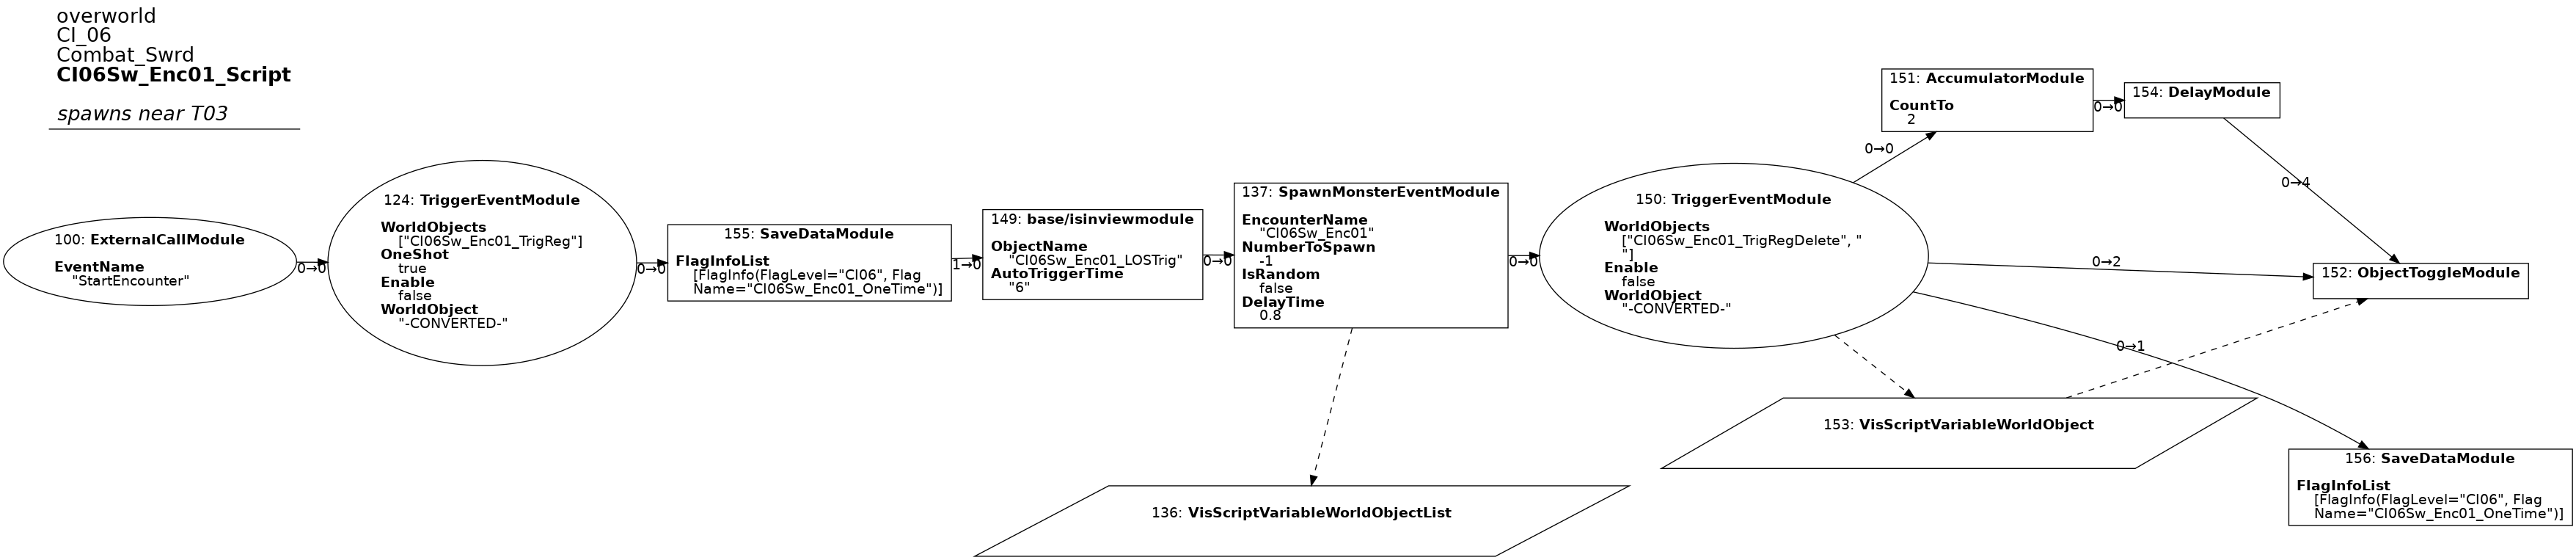 overworld
CI_06
Combat_Swrd
CI06Sw_Enc01_Script
spawns near T03
100: ExternalCallModule
EventName
"StartEncounter"
0→0
124: TriggerEventModule
WorldObjects
["CI06Sw_Enc01_TrigReg"]
OneShot
true
Enable
false
WorldObject
"-CONVERTED-"
0→0
155: SaveDataModule
FlagInfoList
[FlagInfo(FlagLevel="CI06", Flag
Name="CI06Sw_Enc01_OneTime")]
1→0
149: base/isinviewmodule
ObjectName
"CI06Sw_Enc01_LOSTrig"
AutoTriggerTime
"6"
0→0
137: SpawnMonsterEventModule
EncounterName
"CI06Sw_Enc01"
NumberToSpawn
-1
IsRandom
false
DelayTime
0.8
0→0
150: TriggerEventModule
WorldObjects
["CI06Sw_Enc01_TrigRegDelete", "
"]
Enable
false
WorldObject
"-CONVERTED-"
0→0
151: AccumulatorModule
CountTo
2
0→0
154: DelayModule
0→4
0→2
152: ObjectToggleModule
0→1
153: VisScriptVariableWorldObject
136: VisScriptVariableWorldObjectList
156: SaveDataModule
FlagInfoList
[FlagInfo(FlagLevel="CI06", Flag
Name="CI06Sw_Enc01_OneTime")]